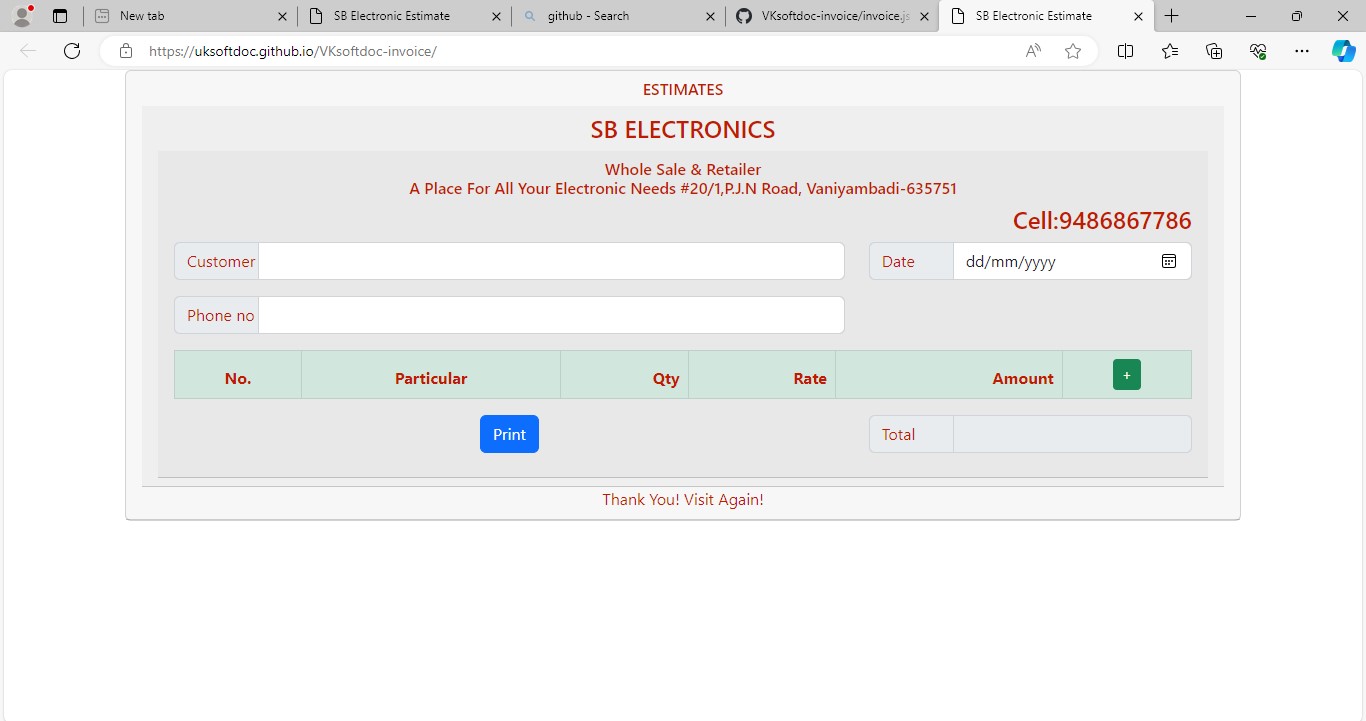 New tab
SB Electronic Estimate
github - Search
VKsoftdoc-invoice/invoice.js
SB Electronic Estimate
https://uksoftdoc.github.io/VKsoftdoc-invoice/
ESTIMATES
SB ELECTRONICS
Whole Sale & Retailer
A Place For All Your Electronic Needs #20/1,P.J.N Road, Vaniyambadi-635751
Cell:9486867786
Customer
Date dd/mm/yyyy
Phone no
No. Particular Qty Rate Amount +
Print
Total
Thank You! Visit Again!